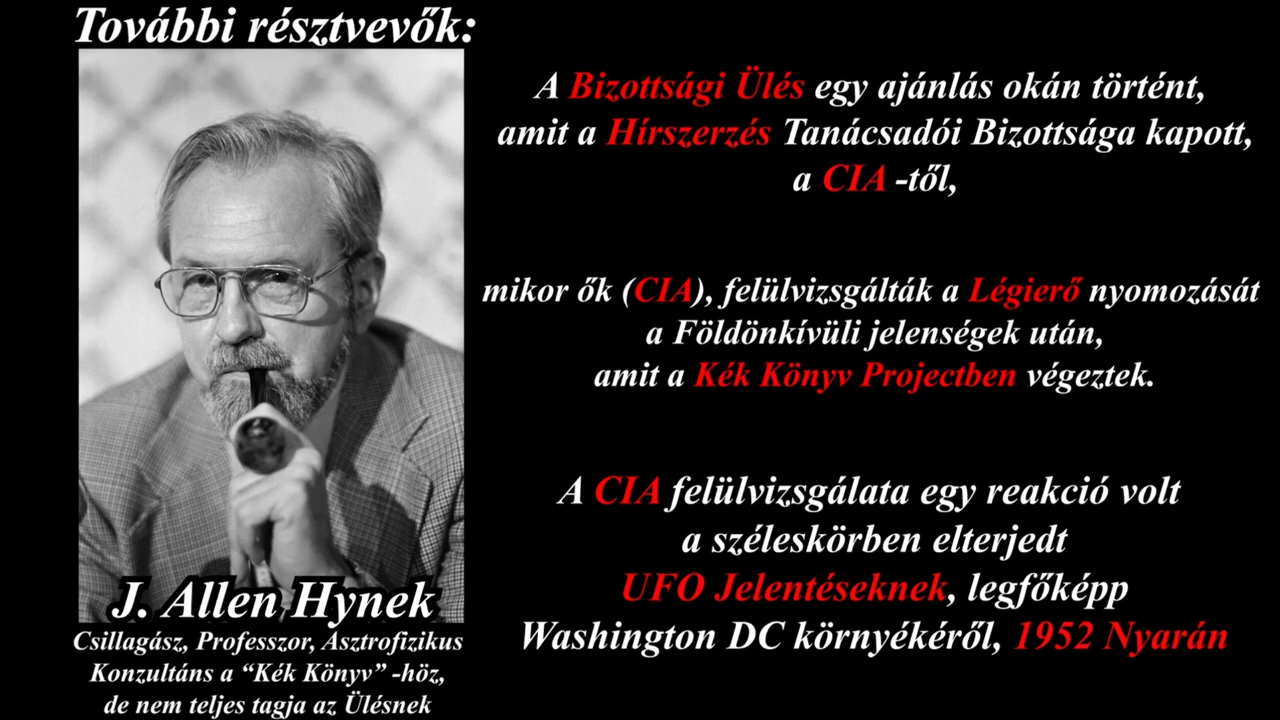 További résztvevők:
J. Allen Hynek
Csillagász, Professzor, Asztrofizikus
Konzultáns a “Kék Könyv” -höz,
de nem teljes tagja az Ülésnek
A Bizottsági Ülés egy ajánlás okán történt,
amit a Hírszerzés Tanácsadói Bizottsága kapott,
a CIA -től,
mikor ők (CIA), felülvizsgálták a Légierő nyomozását
a Földönkívüli jelenségek után,
amit a Kék Könyv Projectben végeztek.
A CIA felülvizsgálata egy reakció volt
a széleskörben elterjedt
UFO Jelentéseknek, legfőképp
Washington DC környékéről, 1952 Nyarán